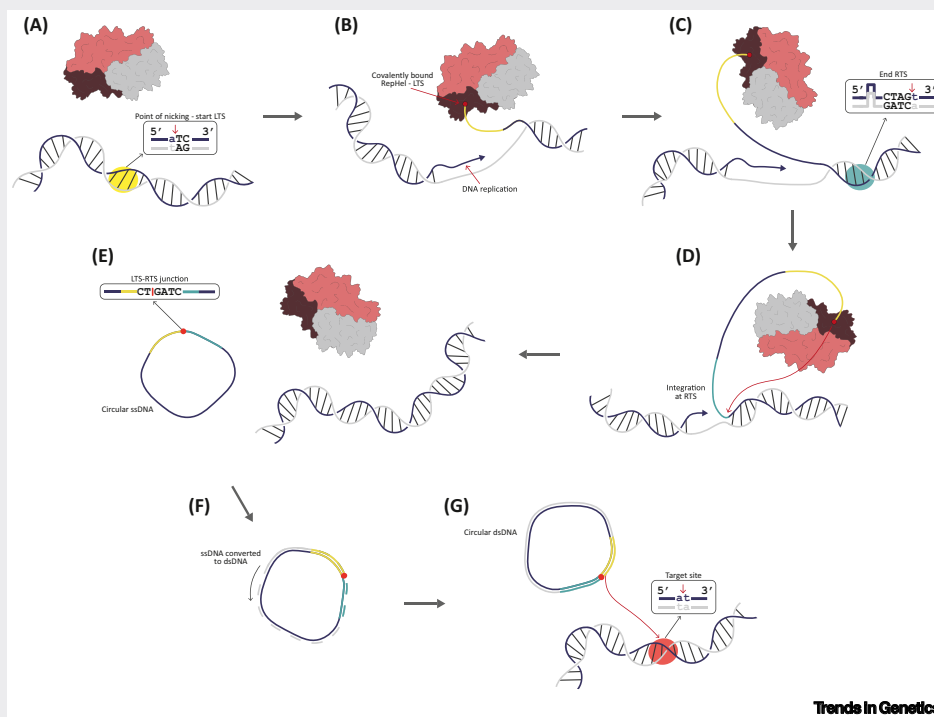 (A)
Point of nicking - start LTS
5’ 3’
aTC
tAG
(B)
Covalently bound
RepHel - LTS
DNA replication
(C)
End RTS
5’ 3’
CTAGt
GATCa
(D)
Integration
at RTS
(E)
LTS-RTS junction
CT|GATC
Circular ssDNA
(F)
ssDNA converted
to dsDNA
(G)
Circular dsDNA
Target site
5’ 3’
at
ta
Trends in Genetics